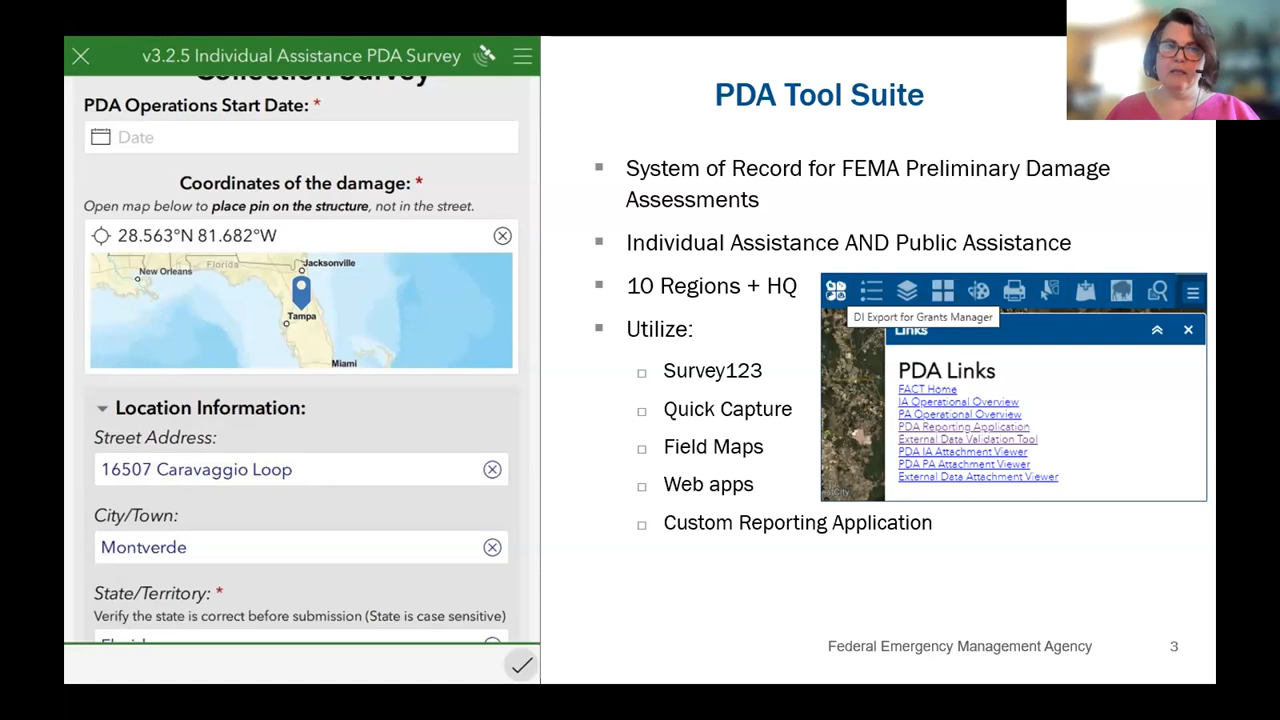 v3.2.5 Individual Assistance PDA Survey
Collection Survey
PDA Operations Start Date: *
Date
Coordinates of the damage: *
Open map below to place pin on the structure, not in the street.
28.563°N 81.682°W
New Orleans
Florida
Jacksonville
Tampa
Miami
Location Information:
Street Address:
16507 Caravaggio Loop
City/Town:
Montverde
State/Territory: *
Verify the state is correct before submission (State is case sensitive)
Florida
PDA Tool Suite
System of Record for FEMA Preliminary Damage
Assessments
Individual Assistance AND Public Assistance
10 Regions + HQ
Utilize:
Survey123
Quick Capture
Field Maps
Web apps
Custom Reporting Application
DI Export for Grants Manager
Links
PDA Links
FACT Home
IA Operational Overview
PA Operational Overview
PDA Reporting Application
External Data Validation Tool
PDA IA Attachment Viewer
PDA PA Attachment Viewer
External Data Attachment Viewer
Federal Emergency Management Agency
3